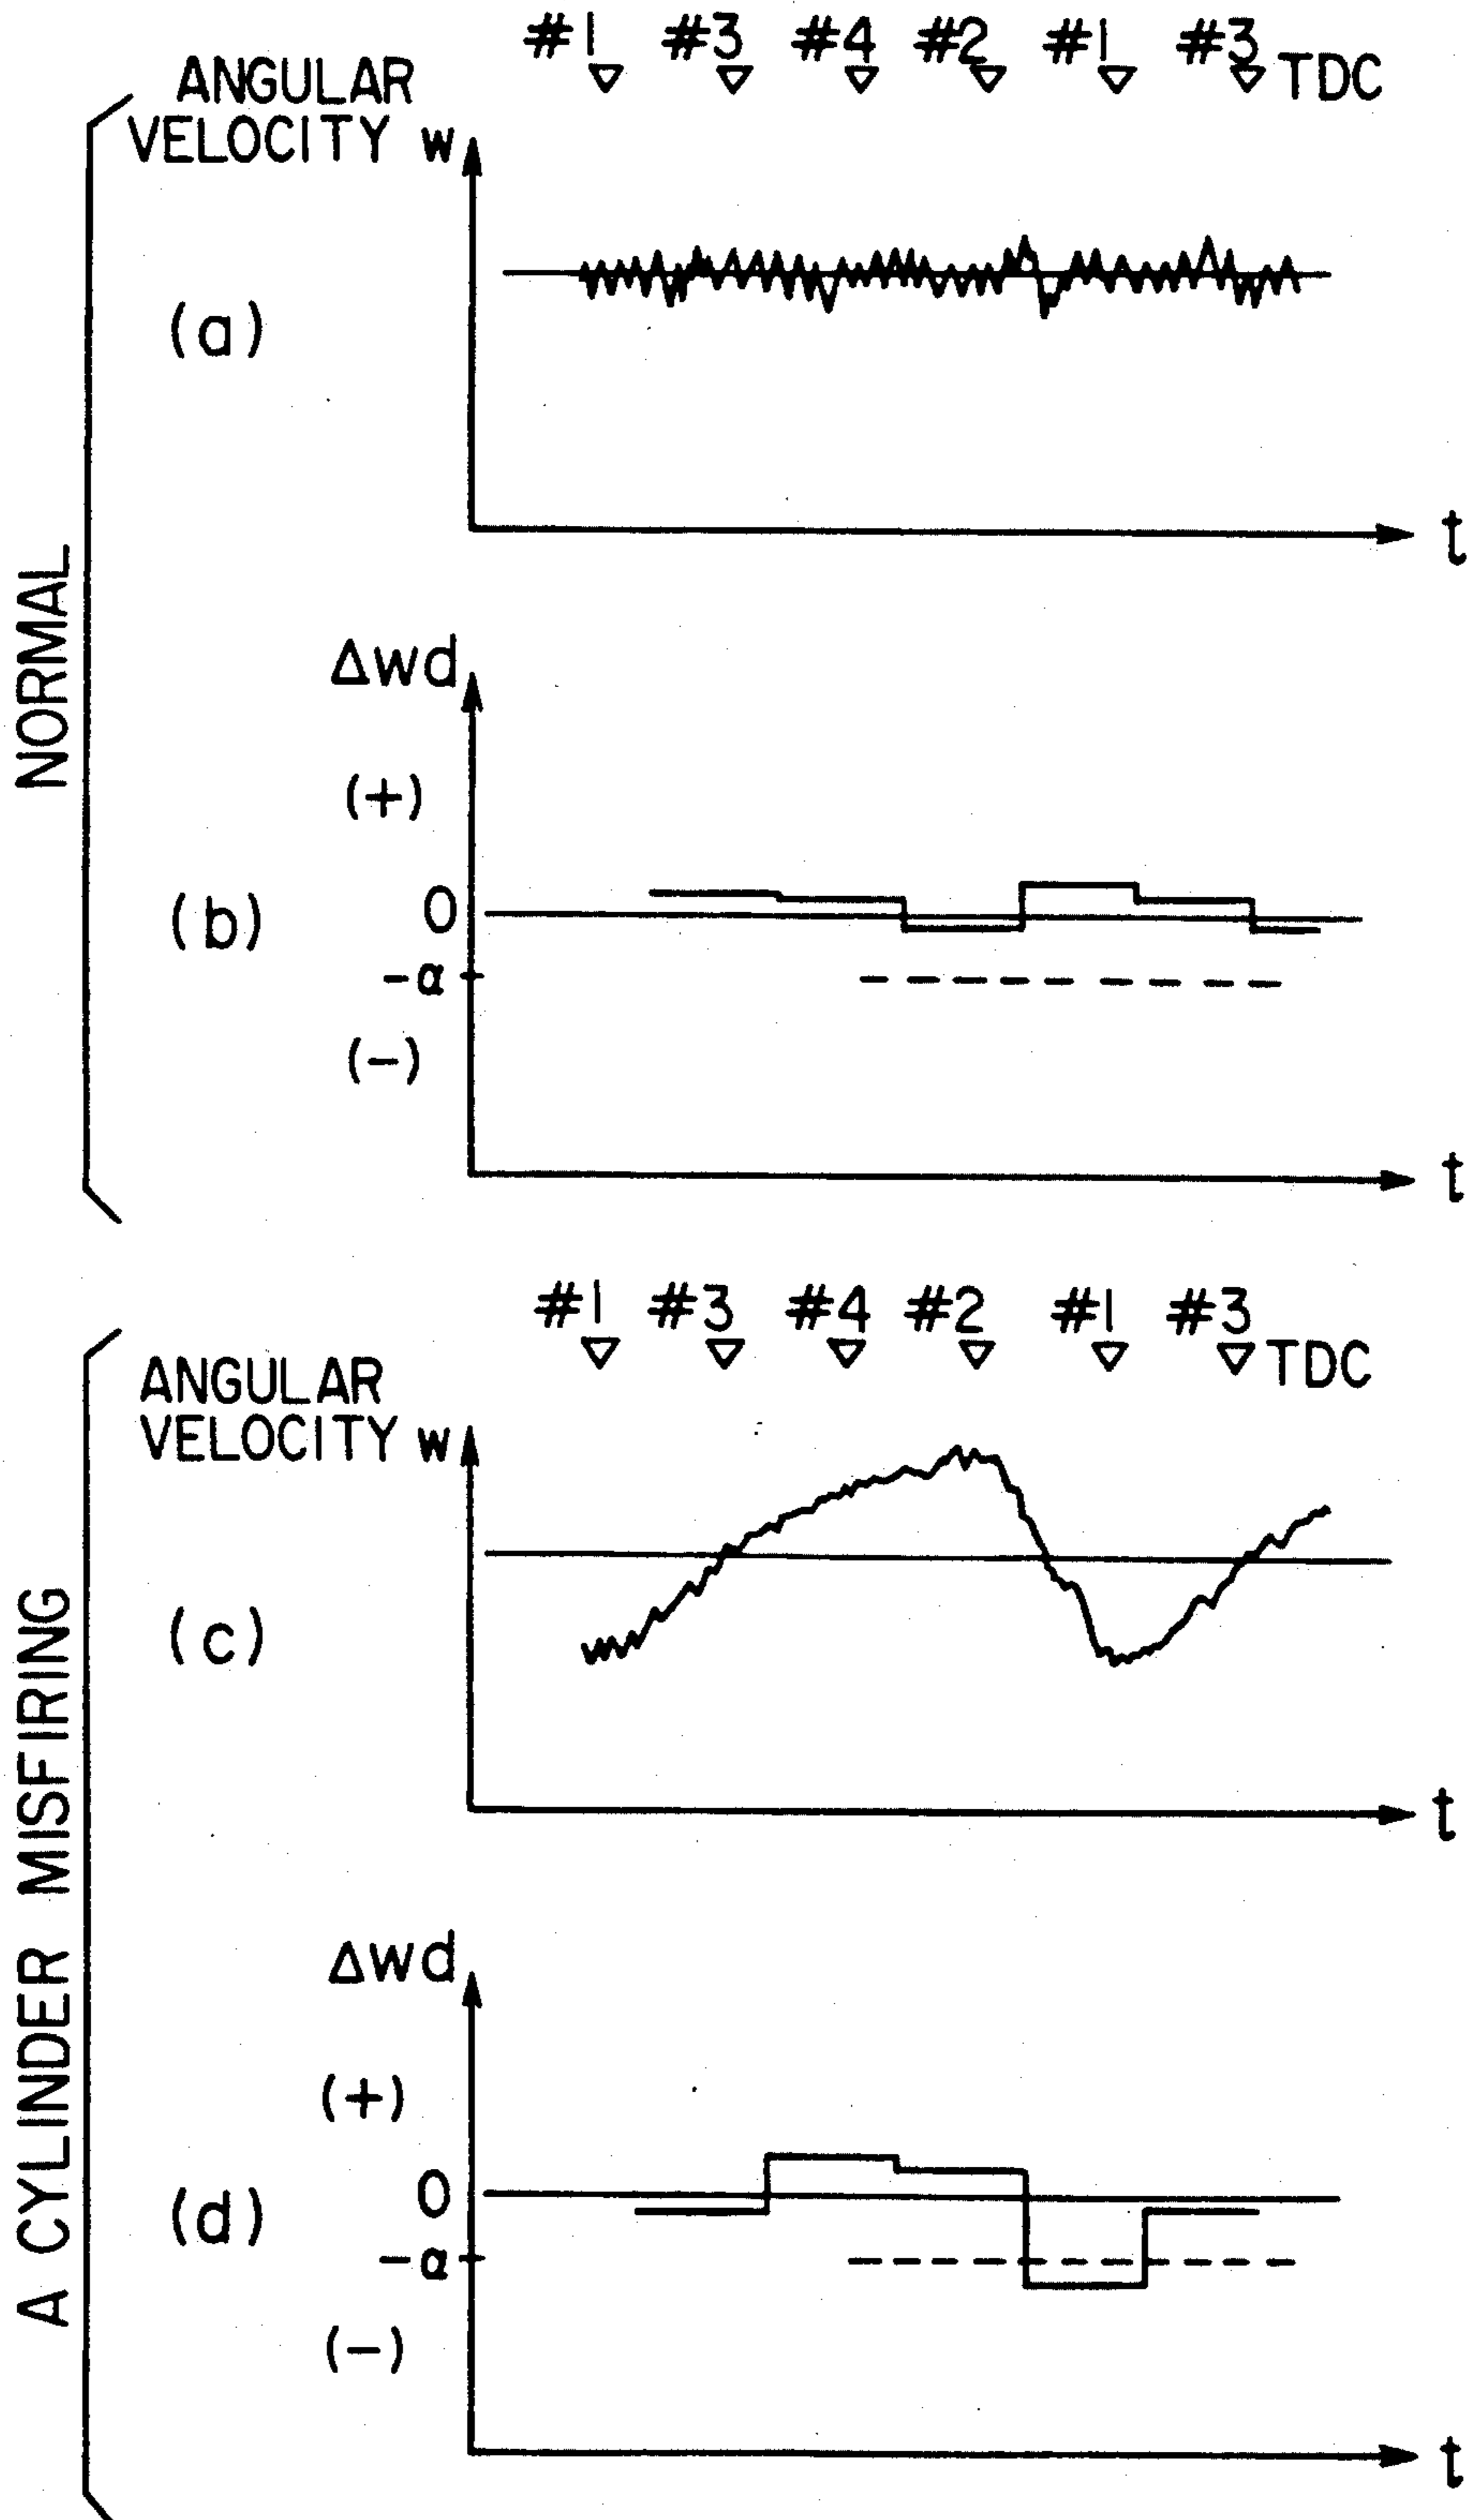 #1 #3 #4 #2 #1 #3 TDC
ANGULAR
VELOCITY w
(a)
t
NORMAL
Δwd
(+)
0
(b)
-α
(-)
t
#1 #3 #4 #2 #1 #3 TDC
ANGULAR
VELOCITY w
(c)
t
A CYLINDER MISFIRING
Δwd
(+)
0
(d)
-α
(-)
t